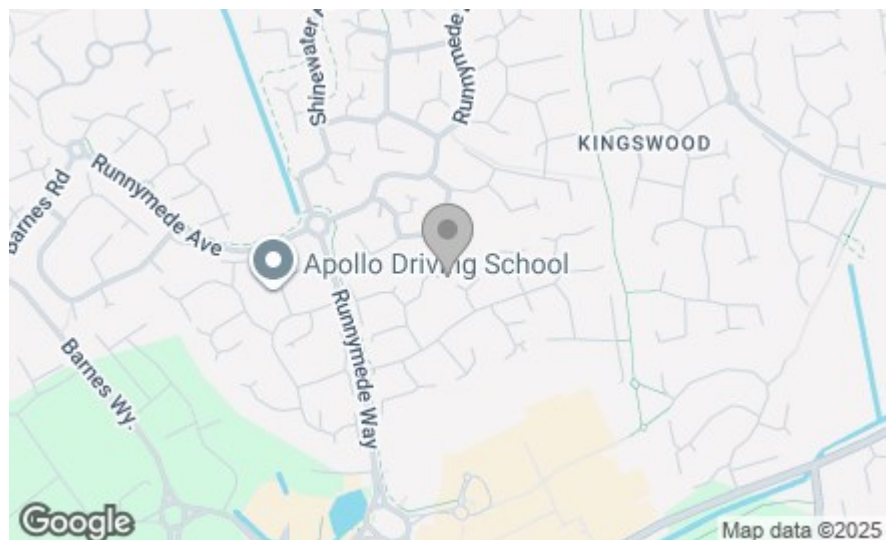 Shinewater
Runnymede
KINGSWOOD
Barnes Rd
Runnymede Ave
Apollo Driving School
Runnymede Way
Barnes Wy.
Google
Map data ©2025